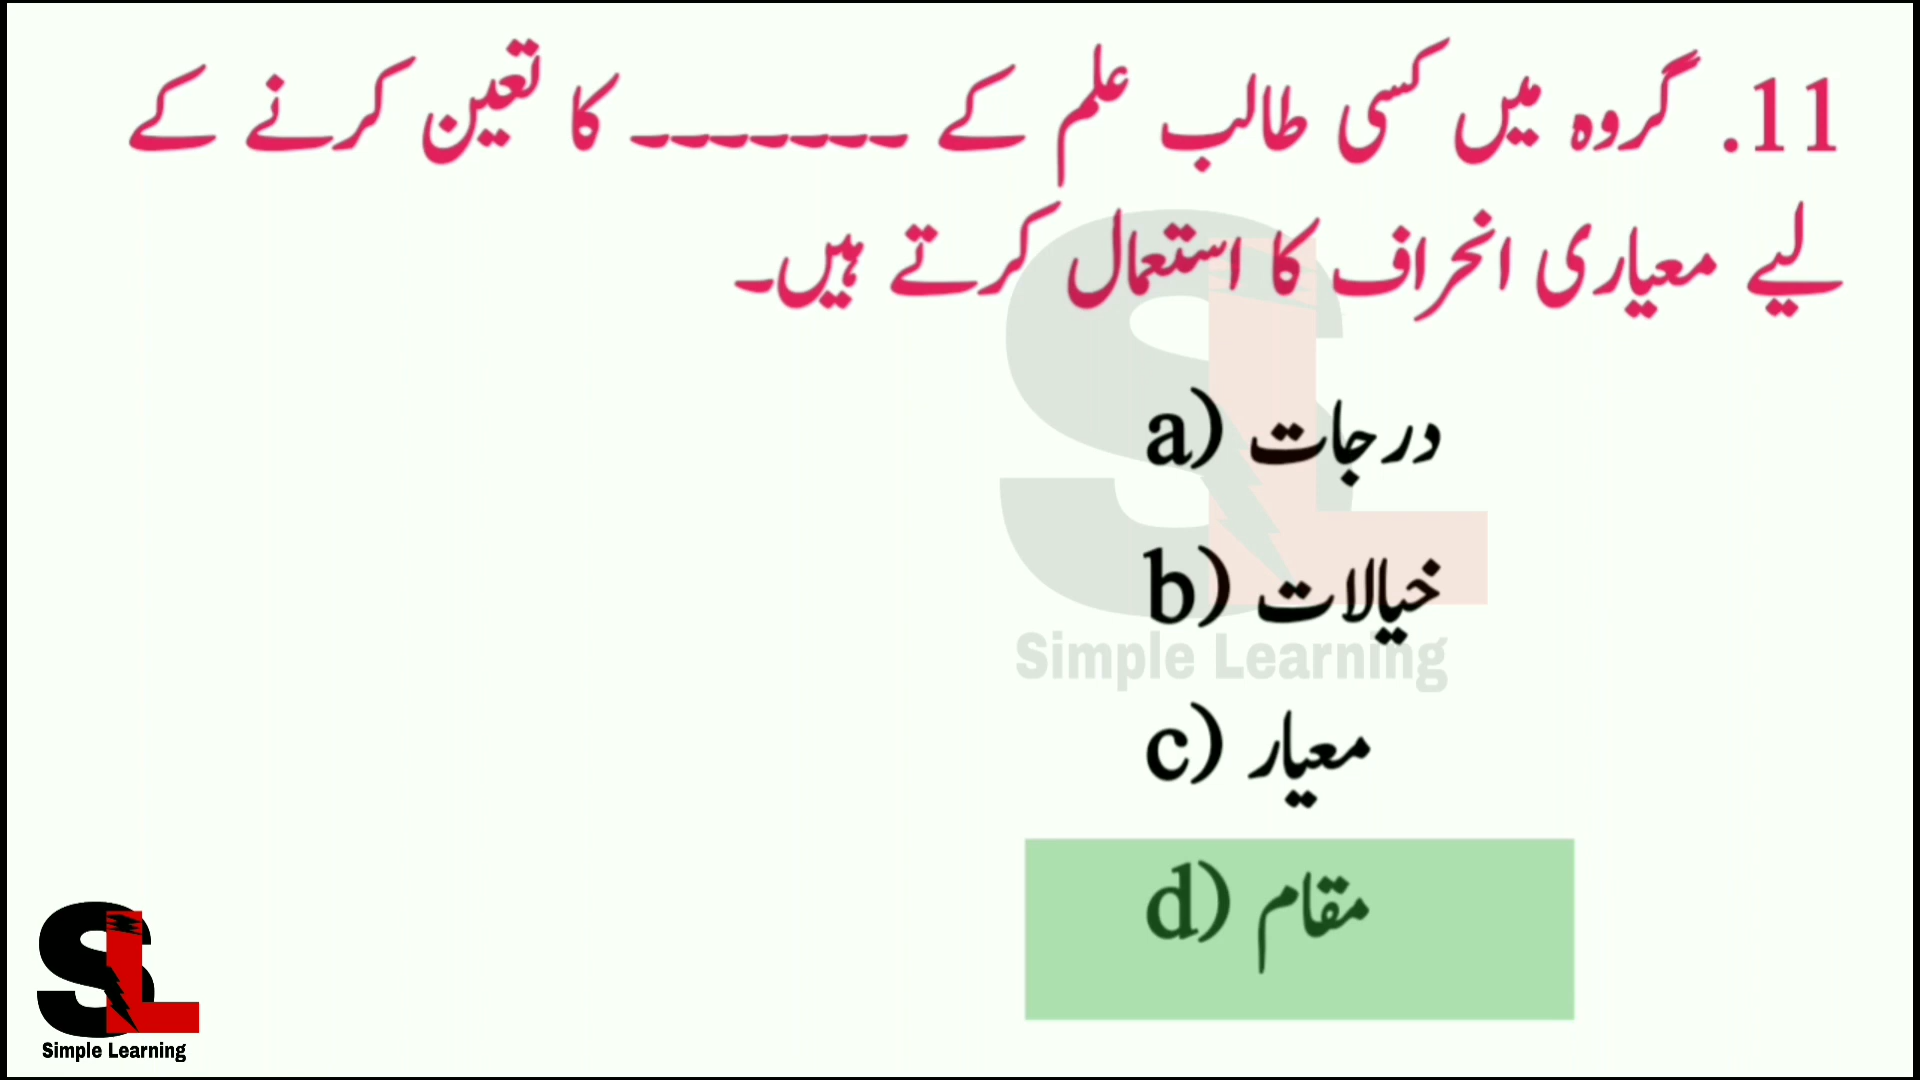 11. گروہ میں کسی طالب علم کے ۔۔۔۔۔۔۔ کا تعین کرنے کے
لیے معیاری انحراف کا استعمال کرتے ہیں۔
a) درجات
b) خیالات
Simple Learning
c) معیار
d) مقام
SL
Simple Learning